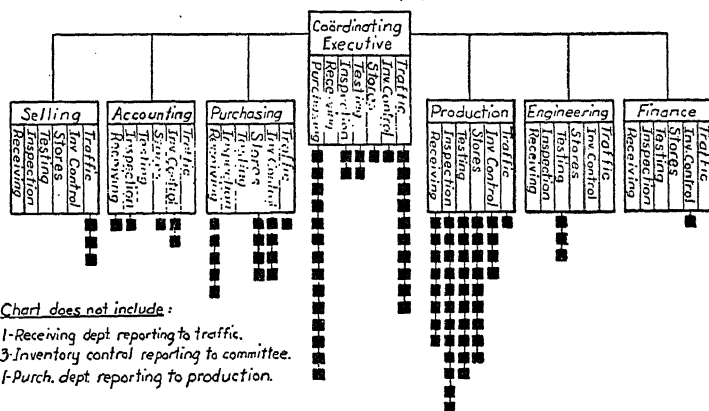 Coördinating
Executive
Purchasing
Receiving
Inspection
Testing
Stores
Inv. Control
Traffic
Selling
Receiving
Inspection
Testing
Stores
Inv Control
Traffic
Accounting
Receiving
Inspection
Testing
Stores
Inv Control
Traffic
Purchasing
Receiving
Inspection
Testing
Stores
Inv Control
Traffic
Production
Receiving
Inspection
Testing
Stores
Inv Control
Traffic
Engineering
Receiving
Inspection
Testing
Stores
Inv. Control
Traffic
Finance
Receiving
Inspection
Testing
Stores
Inv. Control
Traffic
Chart does not include:
1-Receiving dept reporting to traffic.
3-Inventory control reporting to committee.
1-Purch. dept reporting to production.